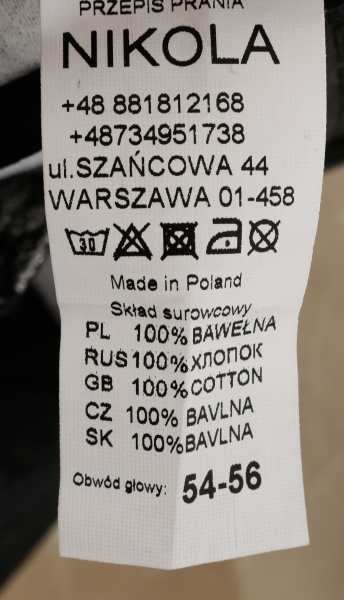 PRZEPIS PRANIA
NIKOLA
+48 881812168
+48734951738
ul.SZAŃCOWA 44
WARSZAWA 01-458
30
Made in Poland
Skład surowcowy
PL 100% BAWEŁNA
RUS 100% ХЛОПОК
GB 100% COTTON
CZ 100% BAVLNA
SK 100% BAVLNA
Obwód głowy: 54-56